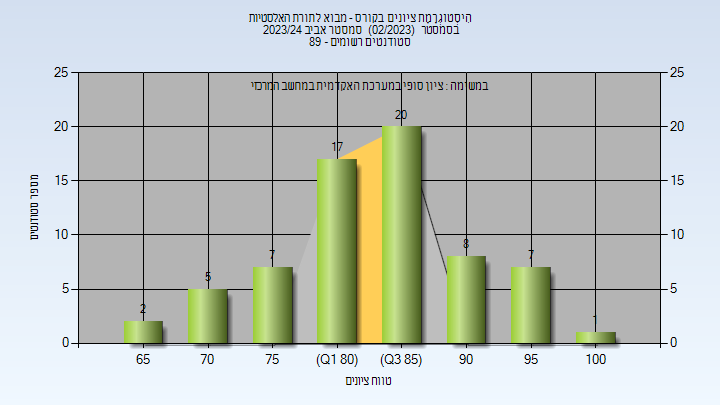 היסטוגרמת ציונים בקורס - מבוא לתורת האלסטיות
בסמסטר (02/2023) סמסטר אביב 2023/24
סטודנטים רשומים - 89
במשימה : ציון סופי במערכת האקדמית במחשב המרכזי
25 25
20 20
15 15
10 10
5 5
0 0
2 5 7 17 20 8 7 1
65 70 75 (Q1 80) (Q3 85) 90 95 100
מספר סטודנטים
טווח ציונים